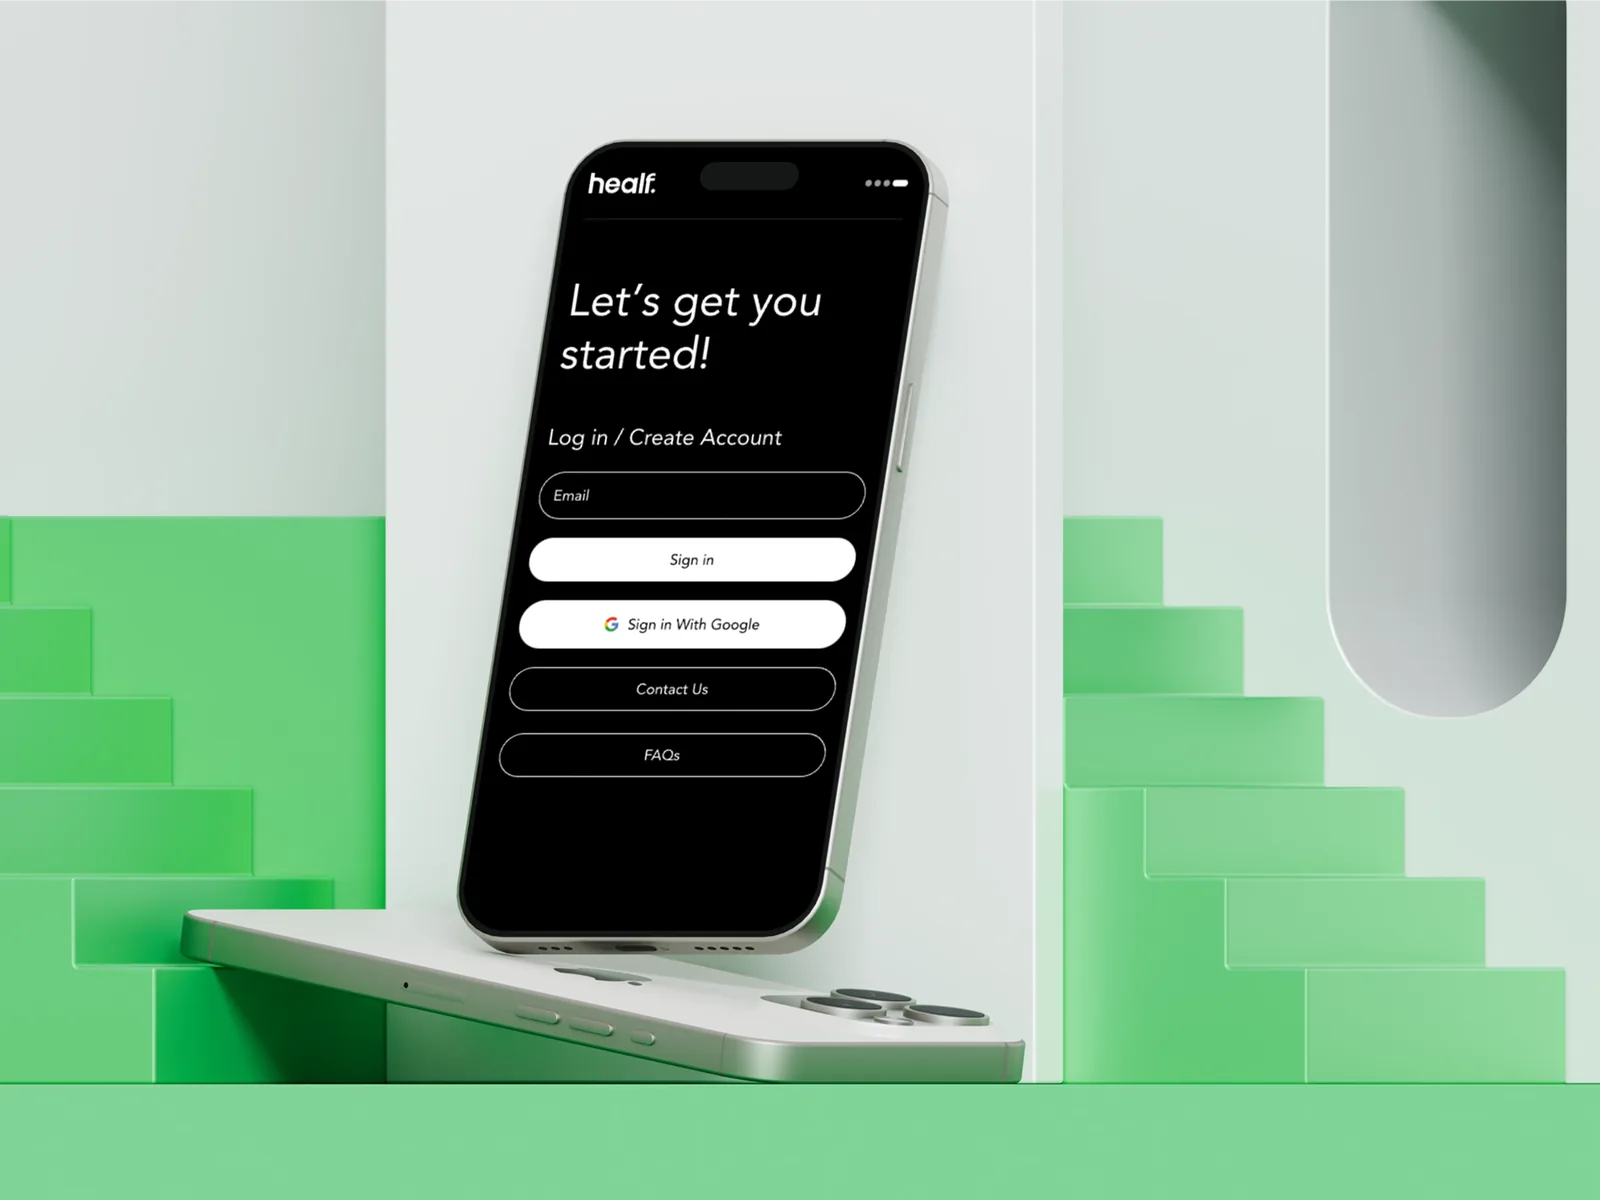 healf.
Let’s get you
started!
Log in / Create Account
Email
Sign in
Sign in With Google
Contact Us
FAQs